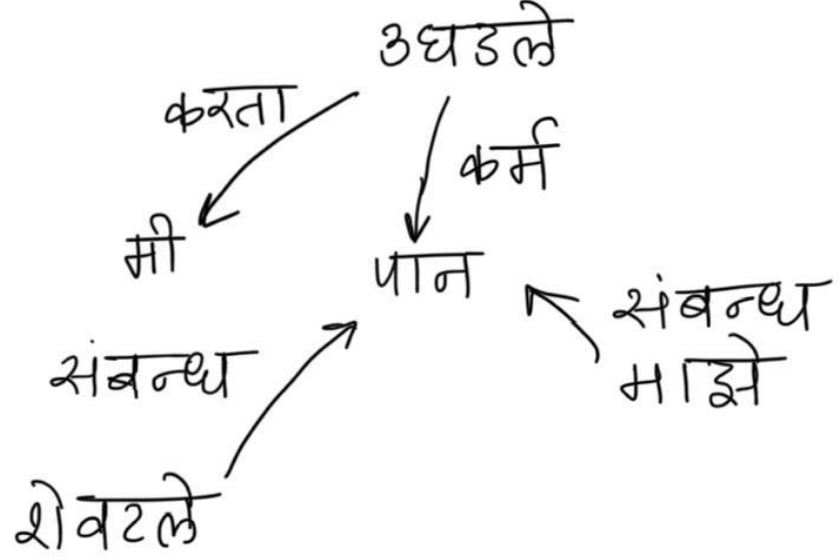 उघडले
करता
कर्म
मी
पान
संबन्ध
संबन्ध
माझे
शेवटले